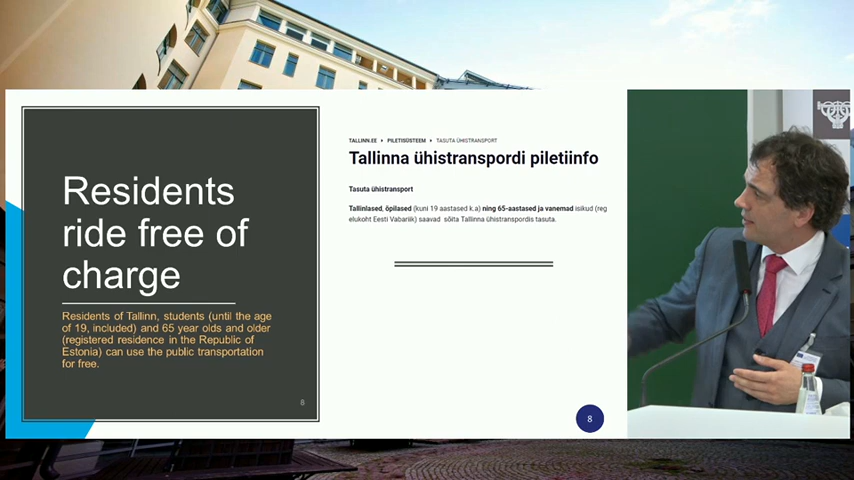 Residents
ride free of
charge
Residents of Tallinn, students (until the age
of 19, included) and 65 year olds and older
(registered residence in the Republic of
Estonia) can use the public transportation
for free.
8
TALLINN.EE PILETISÜSTEEM TASUTA ÜHISTRANSPORT
Tallinna ühistranspordi piletiinfo
Tasuta ühistransport
Tallinlased, õpilased (kuni 19 aastased k.a) ning 65-aastased ja vanemad isikud (reg
elukoht Eesti Vabariik) saavad sõita Tallinna ühistranspordis tasuta.
8